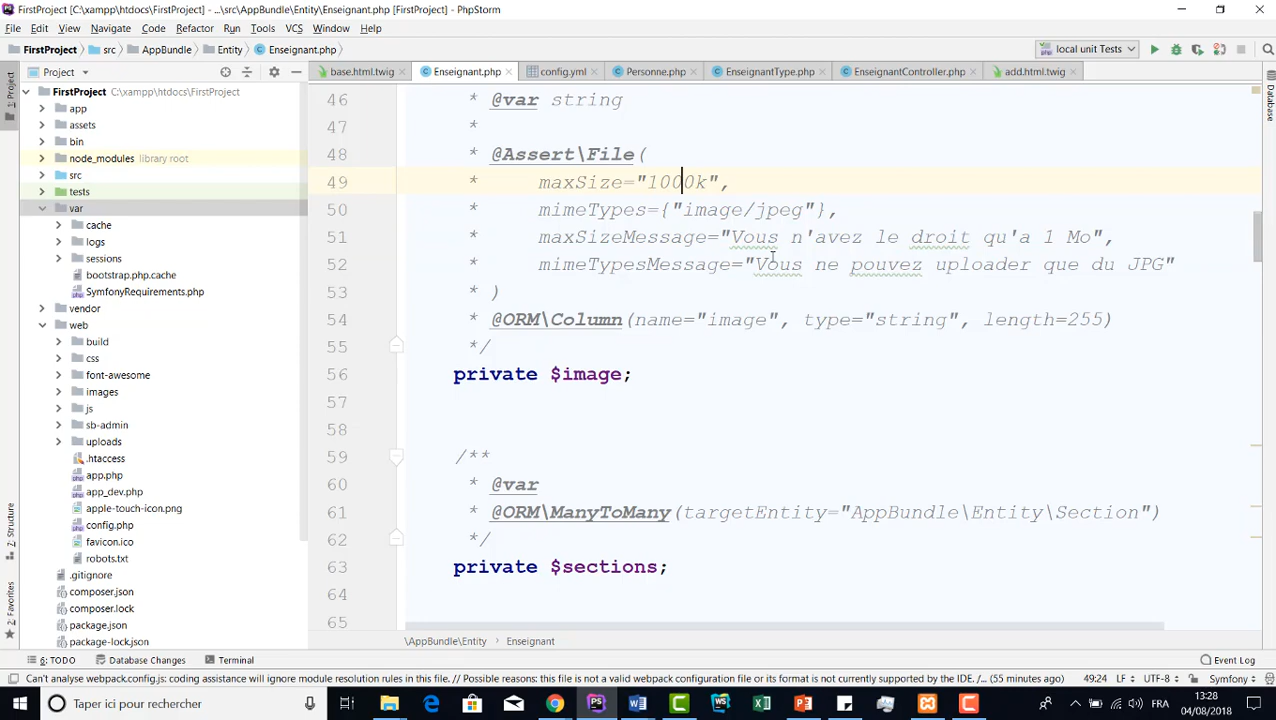 FirstProject [C:\xampp\htdocs\FirstProject] - ...\src\AppBundle\Entity\Enseignant.php [FirstProject] - PhpStorm
File Edit View Navigate Code Refactor Run Tools VCS Window Help
FirstProject src AppBundle Entity Enseignant.php local unit Tests
Project base.html.twig Enseignant.php config.yml Personne.php EnseignantType.php EnseignantController.php add.html.twig
1: Project
Database
FirstProject C:\xampp\htdocs\FirstProject
app
assets
bin
node_modules library root
src
tests
var
cache
logs
sessions
bootstrap.php.cache
SymfonyRequirements.php
vendor
web
build
css
font-awesome
images
js
sb-admin
uploads
.htaccess
app.php
app_dev.php
apple-touch-icon.png
config.php
favicon.ico
robots.txt
.gitignore
composer.json
composer.lock
package.json
package-lock.json
7: Structure
2: Favorites
46 * @var string
47 *
48 * @Assert\File(
49 * maxSize="1000k",
50 * mimeTypes={"image/jpeg"},
51 * maxSizeMessage="Vous n'avez le droit qu'a 1 Mo",
52 * mimeTypesMessage="Vous ne pouvez uploader que du JPG"
53 * )
54 * @ORM\Column(name="image", type="string", length=255)
55 */
56 private $image;
57
58
59 /**
60 * @var
61 * @ORM\ManyToMany(targetEntity="AppBundle\Entity\Section")
62 */
63 private $sections;
64
65
\AppBundle\Entity Enseignant
6: TODO Database Changes Terminal Event Log
Can't analyse webpack.config.js: coding assistance will ignore module resolution rules in this file. // Possible reasons: this file is not a valid webpack configuration file or its format is not currently supported by the IDE. /... (55 minutes ago) 49:24 LF UTF-8 Symfony
Taper ici pour rechercher FRA 13:28
04/08/2018